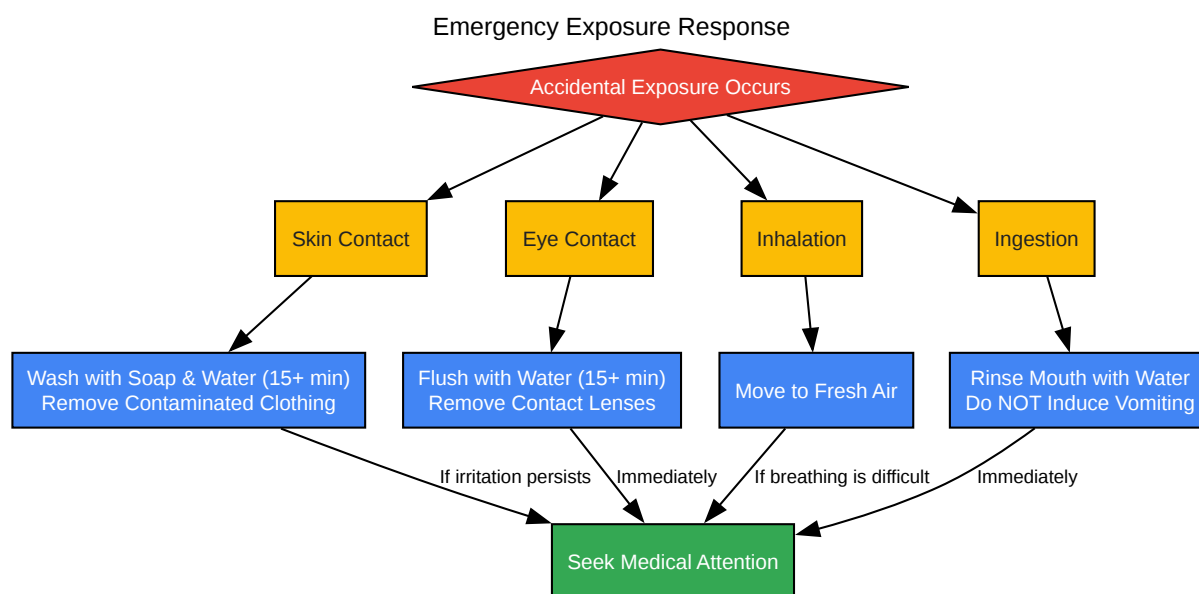 Emergency Exposure Response
Accidental Exposure Occurs
Skin Contact
Eye Contact
Inhalation
Ingestion
Wash with Soap & Water (15+ min)
Remove Contaminated Clothing
Flush with Water (15+ min)
Remove Contact Lenses
Move to Fresh Air
Rinse Mouth with Water
Do NOT Induce Vomiting
If irritation persists
Immediately
If breathing is difficult
Immediately
Seek Medical Attention